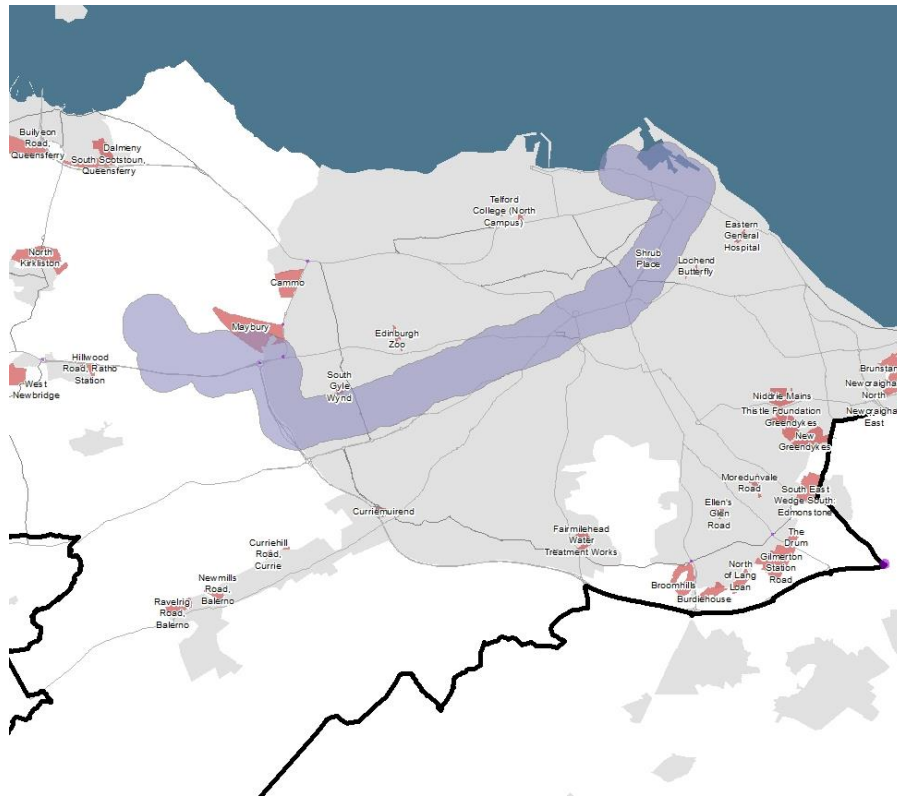 Builyeon
Road,
Queensferry
Dalmeny
South Scotstoun,
Queensferry
Telford
College (North
Campus)
Eastern
General
Hospital
North
Kirkliston
Shrub
Place
Lochend
Butterfly
Cammo
Maybury
Edinburgh
Zoo
Hillwood
Road, Ratho
Station
West
Newbridge
South
Gyle
Wynd
Brunstane
Newcraighall
North
Newcraighall
East
Niddrie Mains
Thistle Foundation
Greendykes
New
Greendykes
Moredunvale
Road
South East
Wedge South:
Edmonstone
Ellen's
Glen
Road
Curriemuirend
Fairmilehead
Water
Treatment Works
The
Drum
Gilmerton
Station
Road
Curriehill
Road,
Currie
North
of Lang
Loan
Broomhills
Burdiehouse
Newmills
Road,
Balerno
Ravelrig
Road,
Balerno